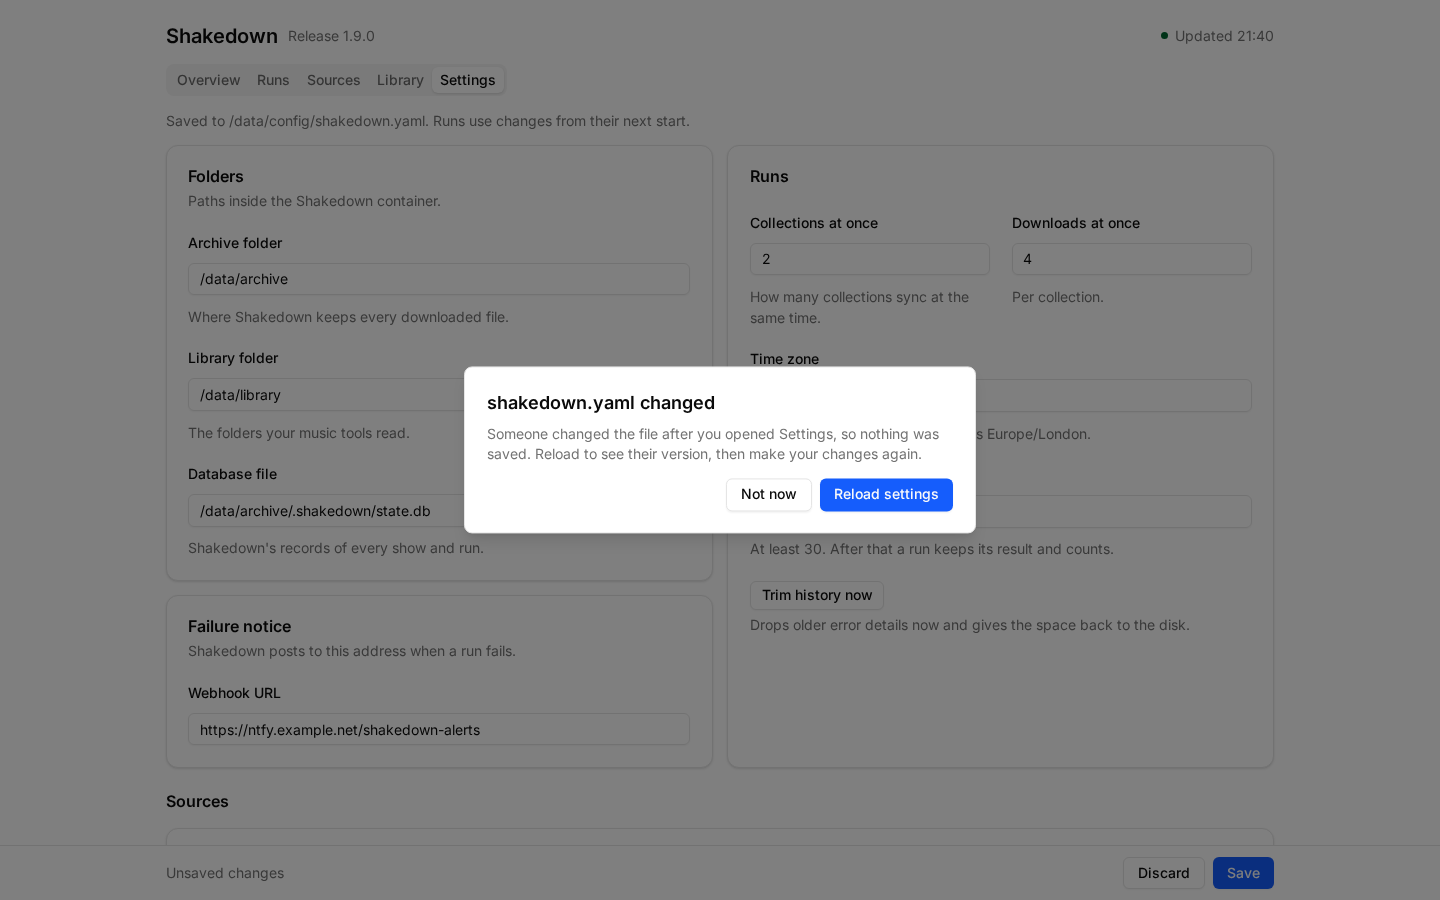 Shakedown Release 1.9.0
Updated 21:40
Overview Runs Sources Library Settings
Saved to /data/config/shakedown.yaml. Runs use changes from their next start.
Folders
Paths inside the Shakedown container.
Archive folder
/data/archive
Where Shakedown keeps every downloaded file.
Library folder
/data/library
The folders your music tools read.
Database file
/data/archive/.shakedown/state.db
Shakedown's records of every show and run.
Failure notice
Shakedown posts to this address when a run fails.
Webhook URL
https://ntfy.example.net/shakedown-alerts
Runs
Collections at once
Downloads at once
2
4
How many collections sync at the
same time.
Per collection.
Time zone
Europe/London.
At least 30. After that a run keeps its result and counts.
Trim history now
Drops older error details now and gives the space back to the disk.
shakedown.yaml changed
Someone changed the file after you opened Settings, so nothing was
saved. Reload to see their version, then make your changes again.
Not now
Reload settings
Sources
Unsaved changes
Discard
Save